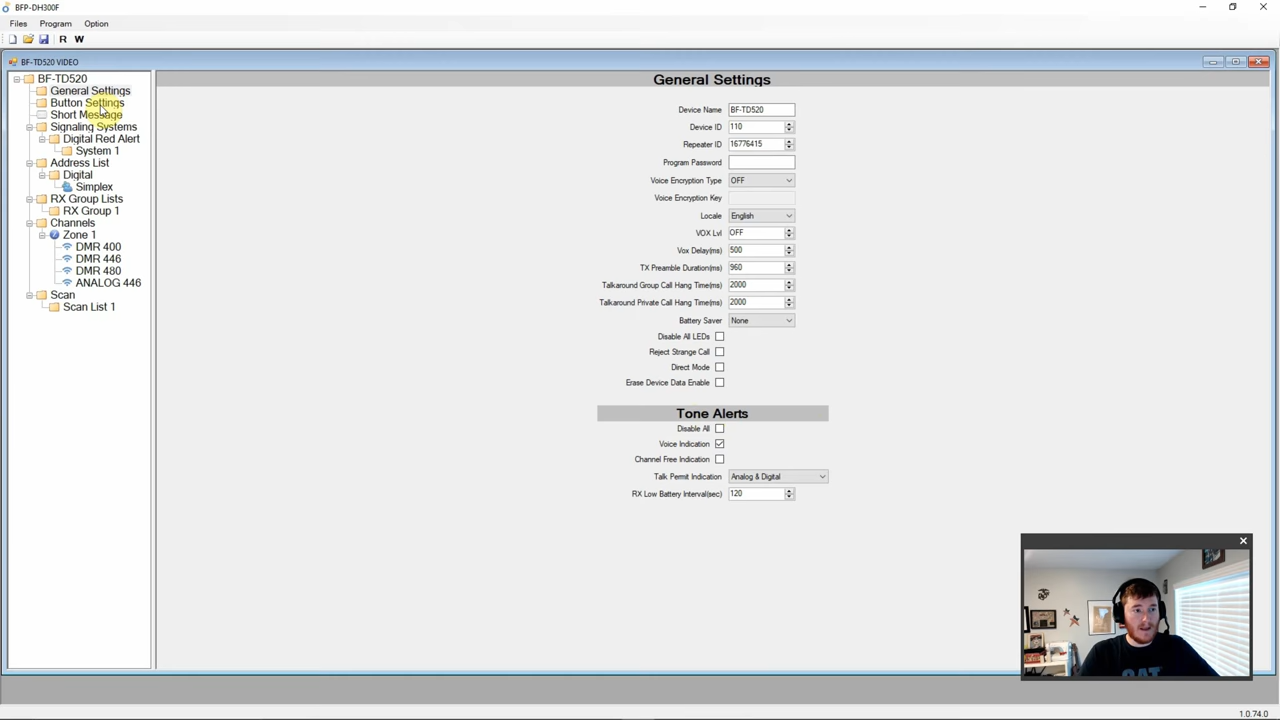 BFP-DH300F
Files Program Option
R W
BF-TD520 VIDEO
BF-TD520
General Settings
Button Settings
Short Message
Signaling Systems
Digital Red Alert
System 1
Address List
Digital
Simplex
RX Group Lists
RX Group 1
Channels
Zone 1
DMR 400
DMR 446
DMR 480
ANALOG 446
Scan
Scan List 1
General Settings
Device Name BF-TD520
Device ID 110
Repeater ID 16776415
Program Password
Voice Encryption Type OFF
Voice Encryption Key
Locale English
VOX Lvl OFF
Vox Delay(ms) 500
TX Preamble Duration(ms) 960
Talkaround Group Call Hang Time(ms) 2000
Talkaround Private Call Hang Time(ms) 2000
Battery Saver None
Disable All LEDs
Reject Strange Call
Direct Mode
Erase Device Data Enable
Tone Alerts
Disable All
Voice Indication
Channel Free Indication
Talk Permit Indication Analog & Digital
RX Low Battery Interval(sec) 120
CAT
1.0.74.0